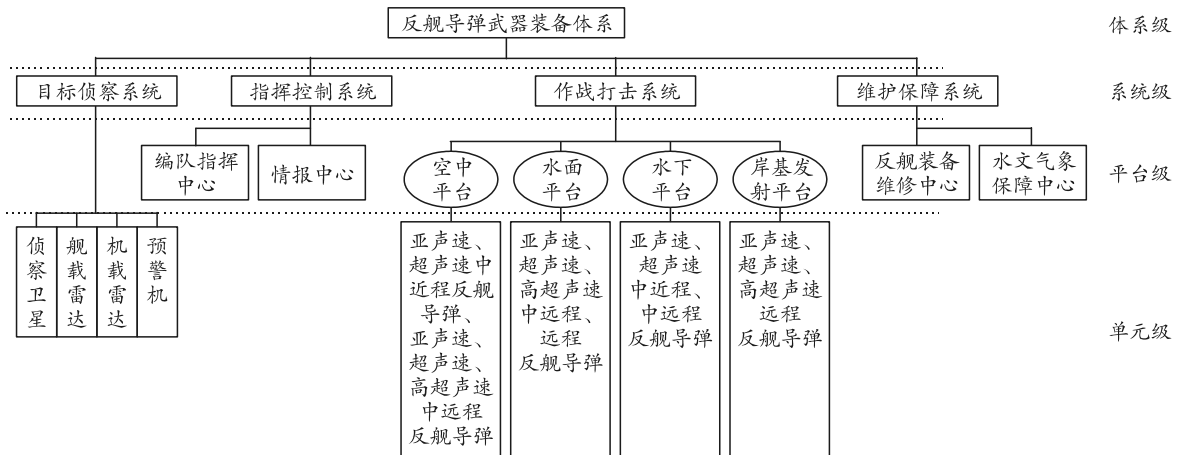 反舰导弹武器装备体系
体系级
目标侦察系统
指挥控制系统
作战打击系统
维护保障系统
系统级
编队指挥
中心
情报中心
空中
平台
水面
平台
水下
平台
岸基发
射平台
反舰装备
维修中心
水文气象
保障中心
平台级
侦察卫星
舰载雷达
机载雷达
预警机
亚声速、
超声速中
近程反舰
导弹、
亚声速、
超声速、
高超声速
中远程
反舰导弹
亚声速、
超声速、
高超声速
中远程、
远程
反舰导弹
亚声速、
超声速
中近程、
中远程
反舰导弹
亚声速、
超声速、
高超声速
远程
反舰导弹
单元级